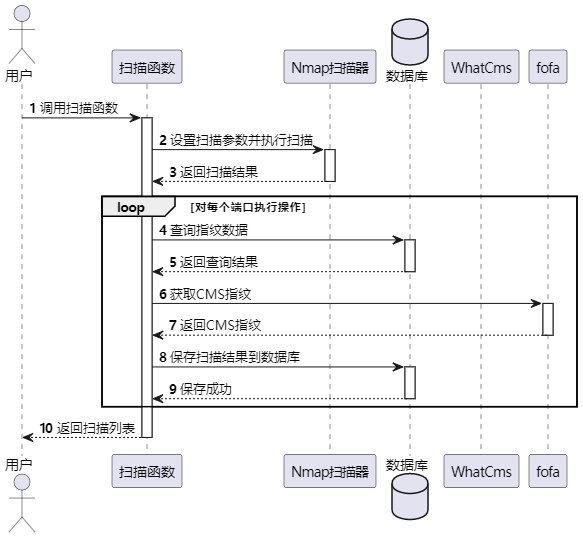 用户
扫描函数
Nmap扫描器
数据库
WhatCms
fofa
1 调用扫描函数
2 设置扫描参数并执行扫描
3 返回扫描结果
loop [对每个端口执行操作]
4 查询指纹数据
5 返回查询结果
6 获取CMS指纹
7 返回CMS指纹
8 保存扫描结果到数据库
9 保存成功
10 返回扫描列表
用户
扫描函数
Nmap扫描器
数据库
WhatCms
fofa